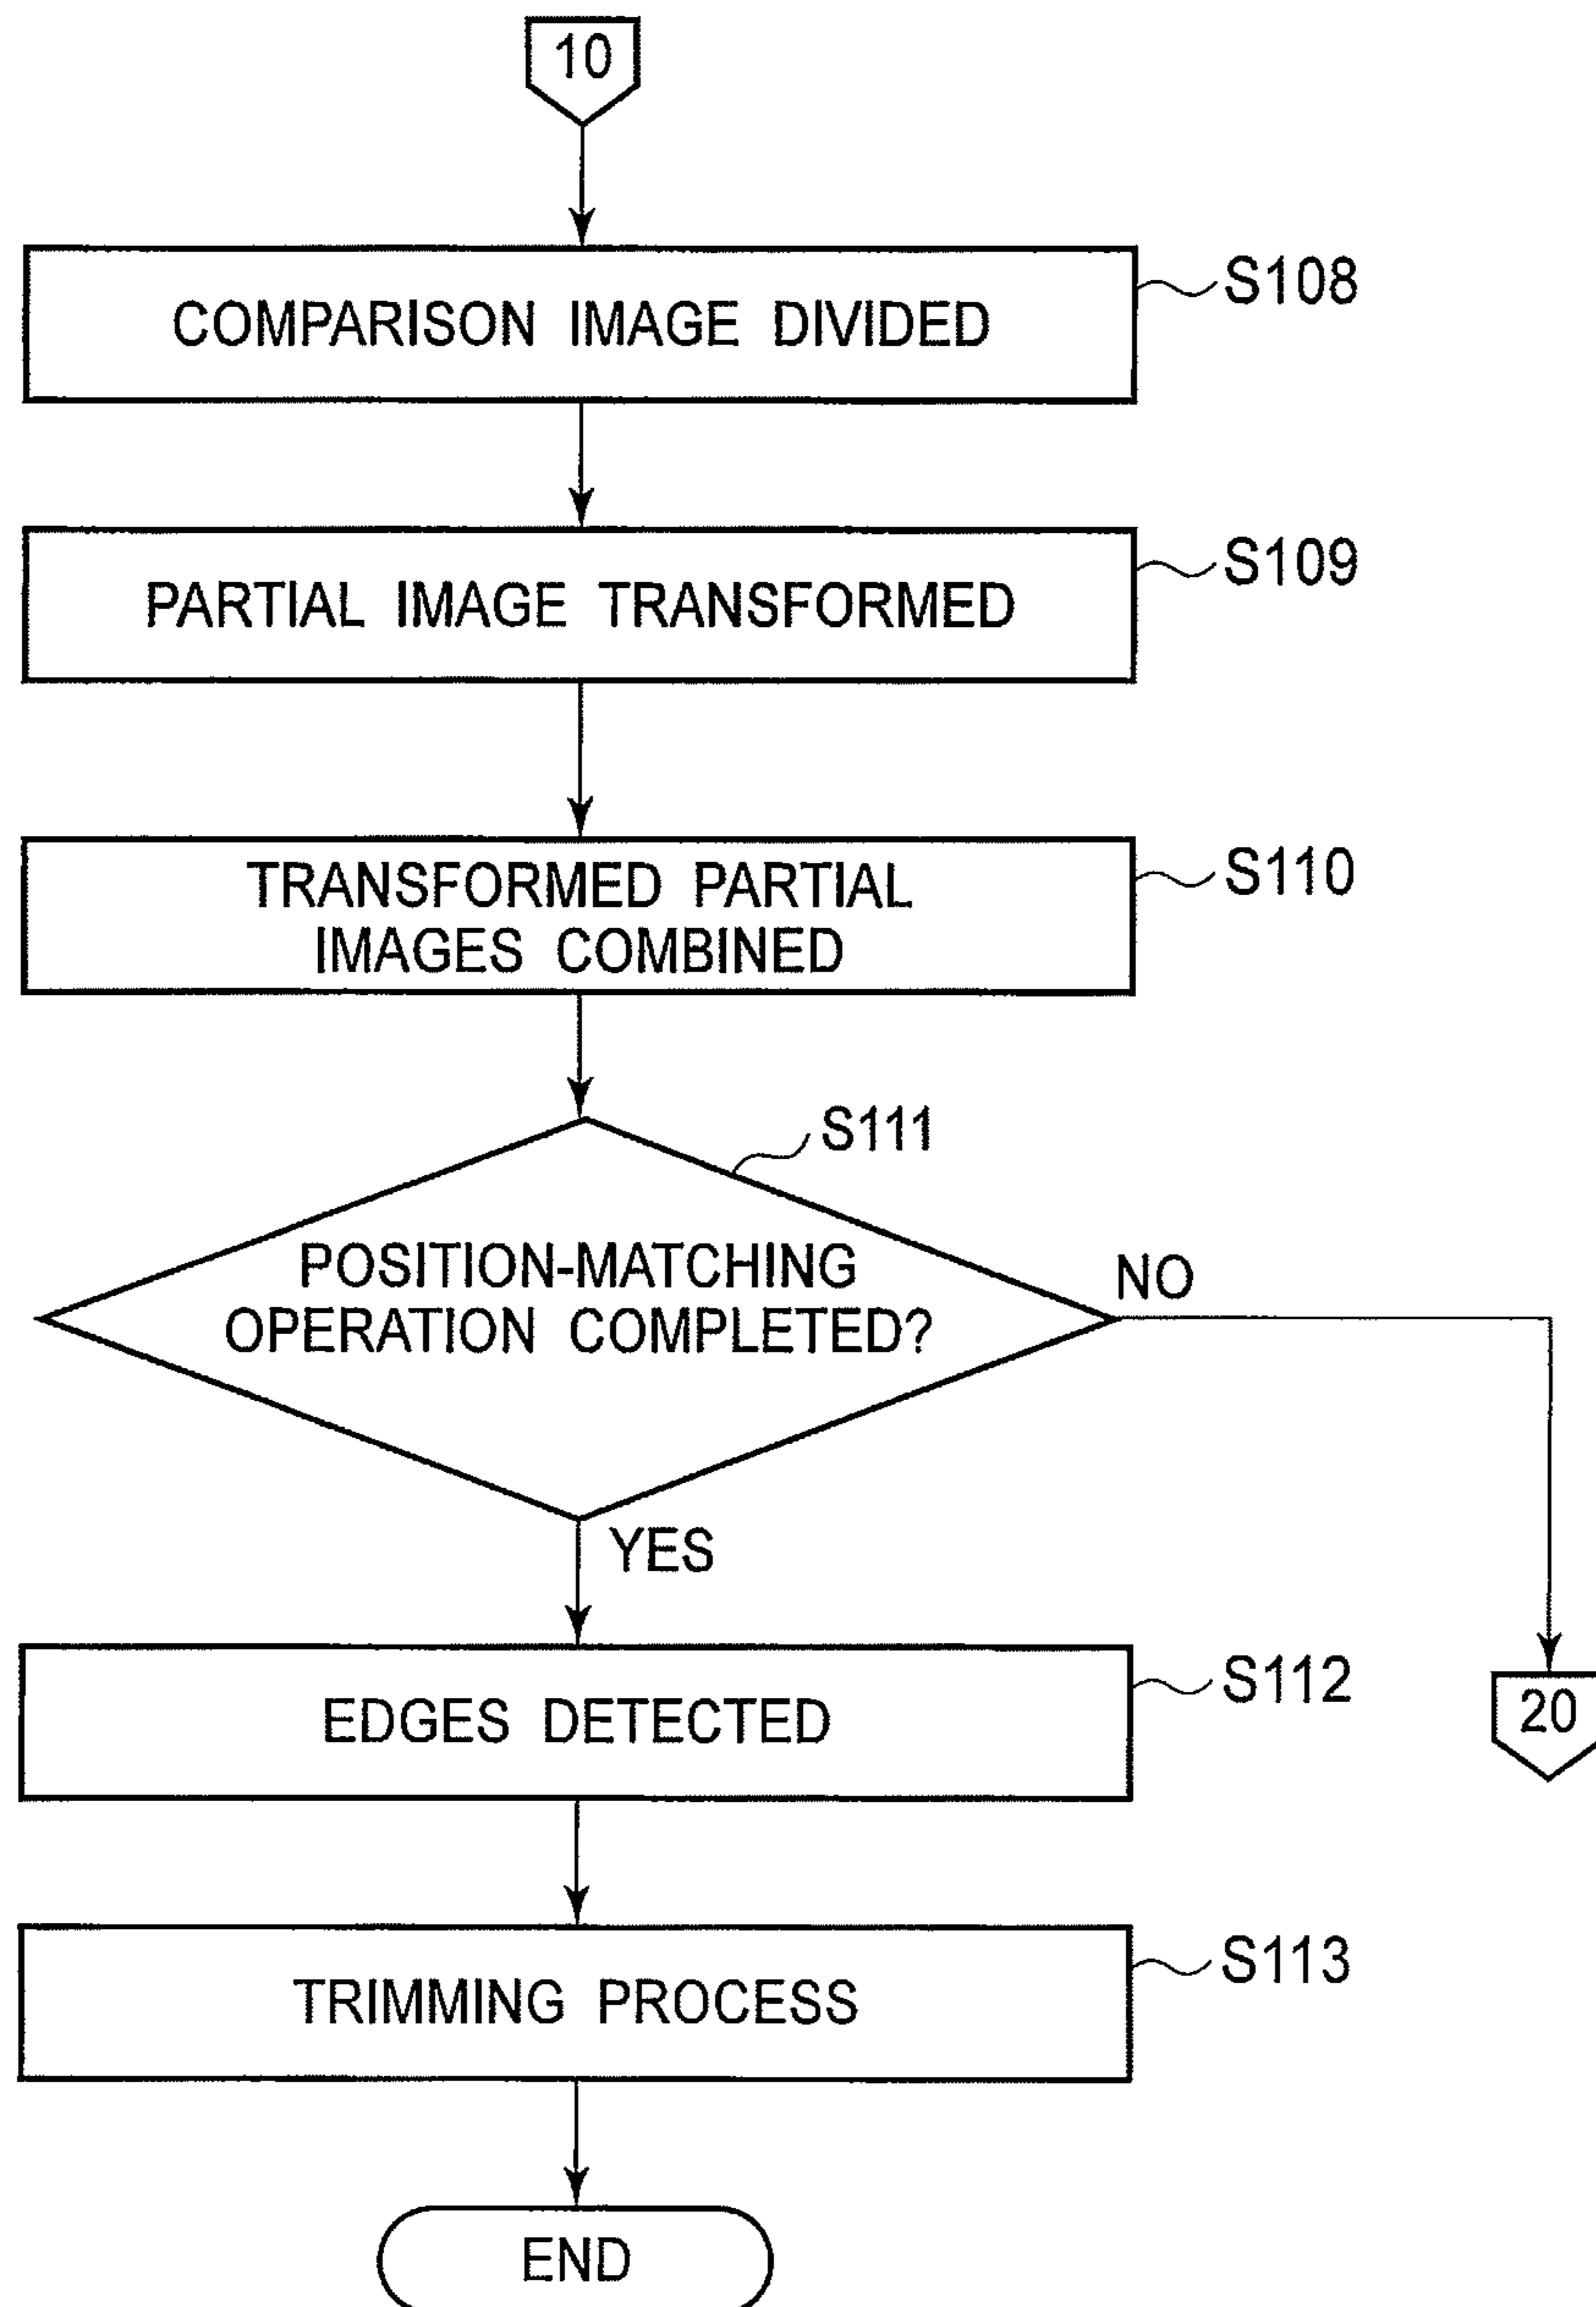 10
COMPARISON IMAGE DIVIDED
S108
PARTIAL IMAGE TRANSFORMED
S109
TRANSFORMED PARTIAL
IMAGES COMBINED
S110
S111
POSITION-MATCHING
OPERATION COMPLETED?
NO
YES
EDGES DETECTED
S112
20
TRIMMING PROCESS
S113
END